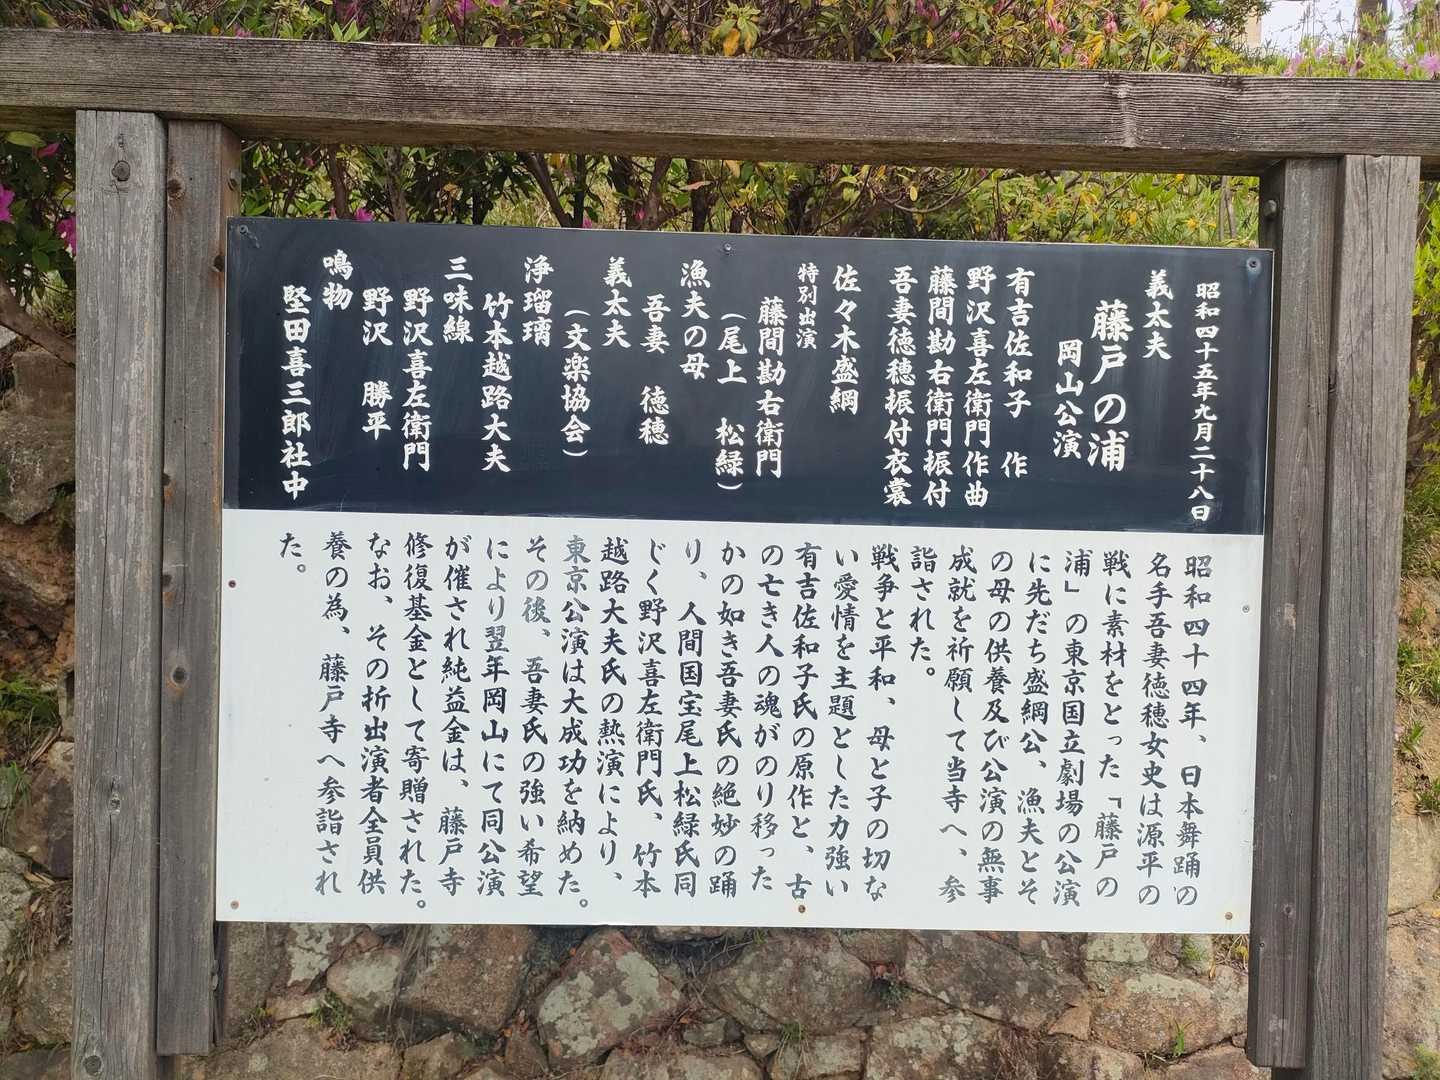 昭和四十五年九月二十八日
義太夫
藤戸の浦
岡山公演
有吉佐和子　作
野沢喜左衛門作曲
藤間勘右衛門振付
吾妻徳穂振付衣裳
佐々木盛綱
特別出演
藤間勘右衛門
（尾上　松緑）
漁夫の母
吾妻　徳穂
義太夫
（文楽協会）
浄瑠璃
竹本越路大夫
三味線
野沢喜左衛門
野沢　勝平
鳴物
堅田喜三郎社中
昭和四十四年、日本舞踊の
名手吾妻徳穂女史は源平の
戦に素材をとった「藤戸の
浦」の東京国立劇場の公演
に先だち盛綱公、漁夫とそ
の母の供養及び公演の無事
成就を祈願して当寺へ、参
詣された。
戦争と平和、母と子の切な
い愛情を主題とした力強い
有吉佐和子氏の原作と、古
の亡き人の魂がのり移った
かの如き吾妻氏の絶妙の踊
り、人間国宝尾上松緑氏同
じく野沢喜左衛門氏、竹本
越路大夫氏の熱演により、
東京公演は大成功を納めた。
その後、吾妻氏の強い希望
により翌年岡山にて同公演
が催され純益金は、藤戸寺
修復基金として寄贈された。
なお、その折出演者全員供
養の為、藤戸寺へ参詣され
た。